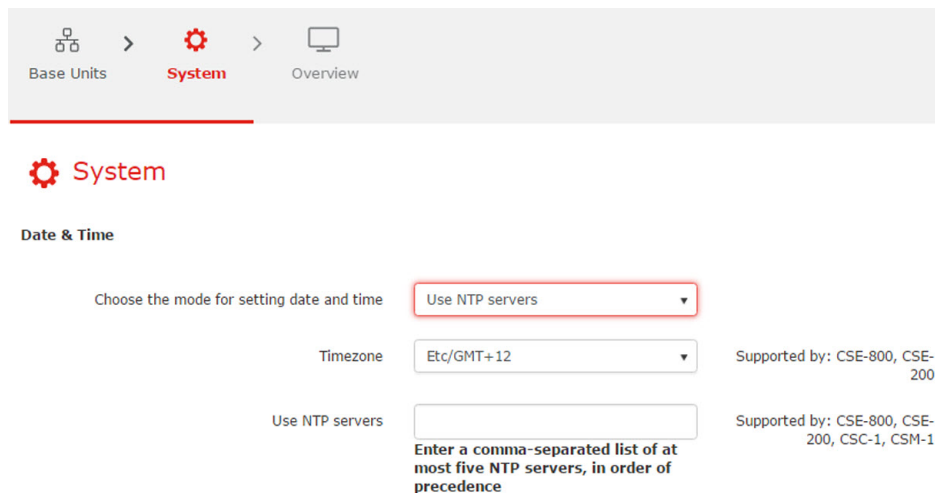 Base Units
System
Overview
System
Date & Time
Choose the mode for setting date and time
Use NTP servers
Timezone
Etc/GMT+12
Supported by: CSE-800, CSE-
200
Use NTP servers
Supported by: CSE-800, CSE-
200, CSC-1, CSM-1
Enter a comma-separated list of at
most five NTP servers, in order of
precedence